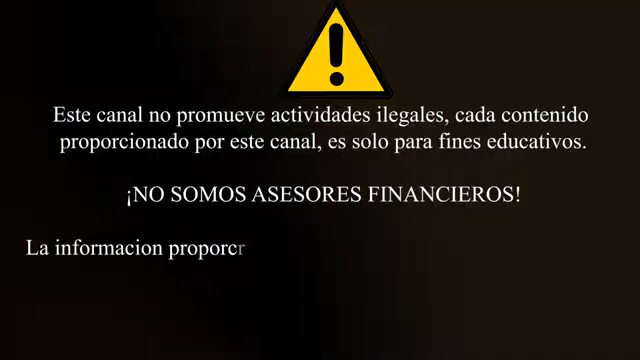 Este canal no promueve actividades ilegales, cada contenido
proporcionado por este canal, es solo para fines educativos.
¡NO SOMOS ASESORES FINANCIEROS!
La informacion proporcr